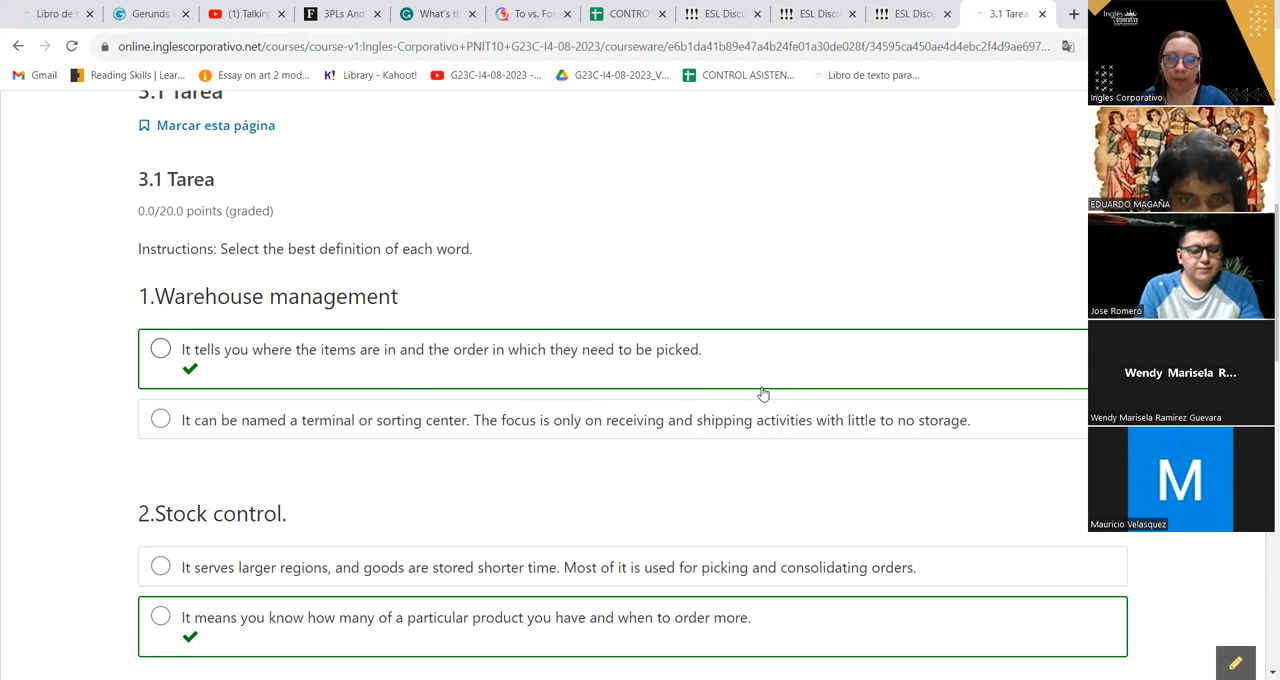 Libro de t
Gerunds
(1) Talkin
3PLs And
What's th
To vs. For
CONTRO
ESL Discu
ESL Discu
ESL Discu
3.1 Tarea
online.inglescorporativo.net/courses/course-v1:Ingles-Corporativo+PNIT10+G23C-I4-08-2023/courseware/e6b1da41b89e47a4b24fe01a30de028f/34595ca450ae4d4ebc2f4d9ae697...
Gmail
Reading Skills | Lear...
Essay on art 2 mod...
Library - Kahoot!
G23C-I4-08-2023 -...
G23C-I4-08-2023_V...
CONTROL ASISTEN...
Libro de texto para...
3.1 Tarea
Marcar esta página
3.1 Tarea
0.0/20.0 points (graded)
Instructions: Select the best definition of each word.
1.Warehouse management
It tells you where the items are in and the order in which they need to be picked.
It can be named a terminal or sorting center. The focus is only on receiving and shipping activities with little to no storage.
2.Stock control.
It serves larger regions, and goods are stored shorter time. Most of it is used for picking and consolidating orders.
It means you know how many of a particular product you have and when to order more.
Inglés
Corporativo
Ingles Corporativo
EDUARDO MAGAÑA
Jose Romero
Wendy Marisela R...
Wendy Marisela Ramirez Guevara
M
Mauricio Velasquez